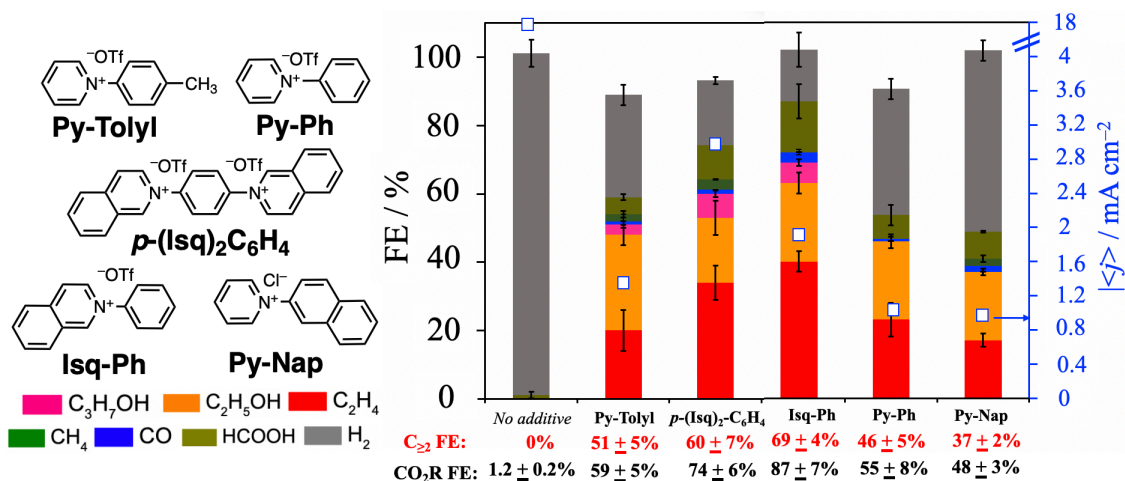 ⁻OTf
N⁺
CH₃
Py-Tolyl
⁻OTf
N⁺
Py-Ph
⁻OTf
⁻OTf
N⁺
N⁺
p-(Isq)₂C₆H₄
⁻OTf
N⁺
Isq-Ph
Cl⁻
N⁺
Py-Nap
C₃H₇OH C₂H₅OH C₂H₄
CH₄ CO HCOOH H₂
FE / %
100
80
60
40
20
0
18
4
3.6
3.2
2.8
2.4
2
1.6
1.2
0.8
0.4
0
|<j> / mA cm⁻²
No additive Py-Tolyl p-(Isq)₂-C₆H₄ Isq-Ph Py-Ph Py-Nap
C≥₂ FE: 0% 51 ± 5% 60 ± 7% 69 ± 4% 46 ± 5% 37 ± 2%
CO₂R FE: 1.2 ± 0.2% 59 ± 5% 74 ± 6% 87 ± 7% 55 ± 8% 48 ± 3%